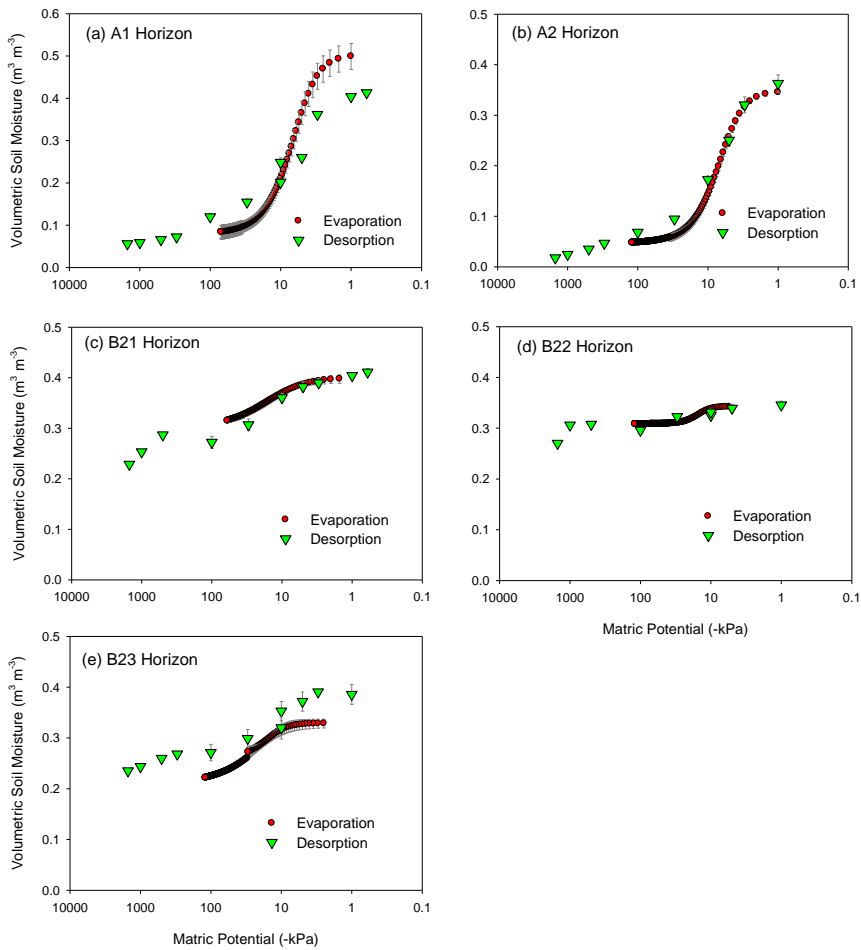 (a) A1 Horizon
Volumetric Soil Moisture (m³ m⁻³)
0.6
0.5
0.4
0.3
0.2
0.1
0.0
10000 1000 100 10 1 0.1
Evaporation
Desorption
(b) A2 Horizon
0.5
0.4
0.3
0.2
0.1
0.0
10000 1000 100 10 1 0.1
Evaporation
Desorption
(c) B21 Horizon
Volumetric Soil Moisture (m³ m⁻³)
0.5
0.4
0.3
0.2
0.1
0.0
10000 1000 100 10 1 0.1
Evaporation
Desorption
(d) B22 Horizon
0.5
0.4
0.3
0.2
0.1
0.0
10000 1000 100 10 1 0.1
Evaporation
Desorption
Matric Potential (-kPa)
(e) B23 Horizon
Volumetric Soil Moisture (m³ m⁻³)
0.5
0.4
0.3
0.2
0.1
0.0
10000 1000 100 10 1 0.1
Evaporation
Desorption
Matric Potential (-kPa)